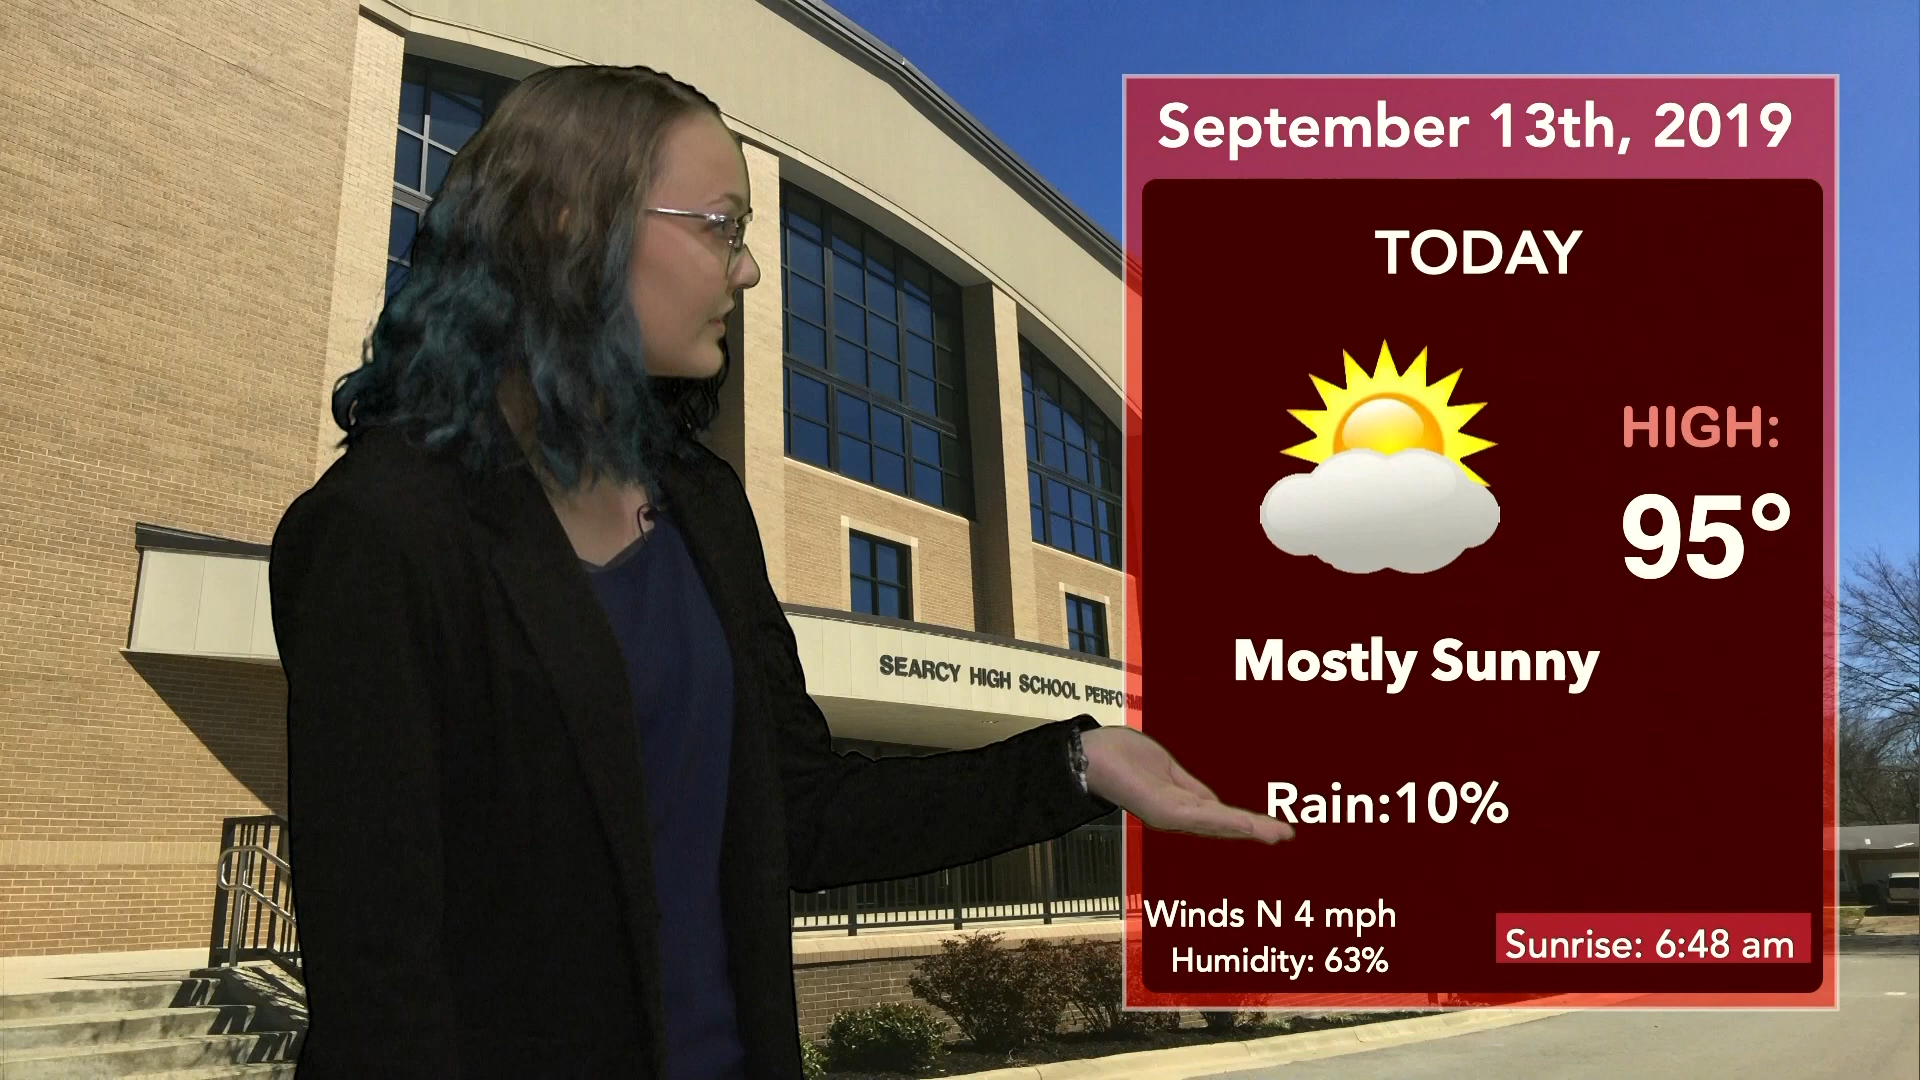 September 13th, 2019
TODAY
HIGH:
95°
Mostly Sunny
SEARCY HIGH SCHOOL PERFORM
Rain:10%
Winds N 4 mph
Humidity: 63%
Sunrise: 6:48 am